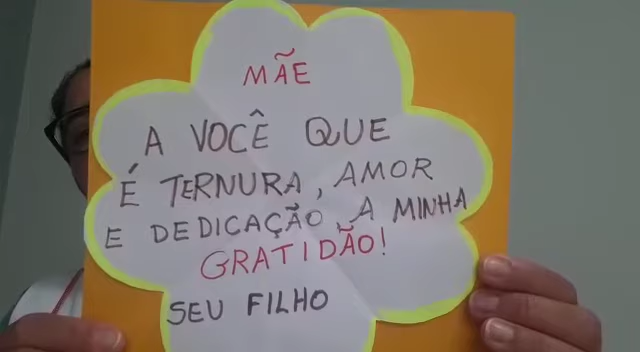 MÃE
A VOCÊ QUE
É TERNURA, AMOR
E DEDICAÇÃO, A MINHA
GRATIDÃO!
SEU FILHO